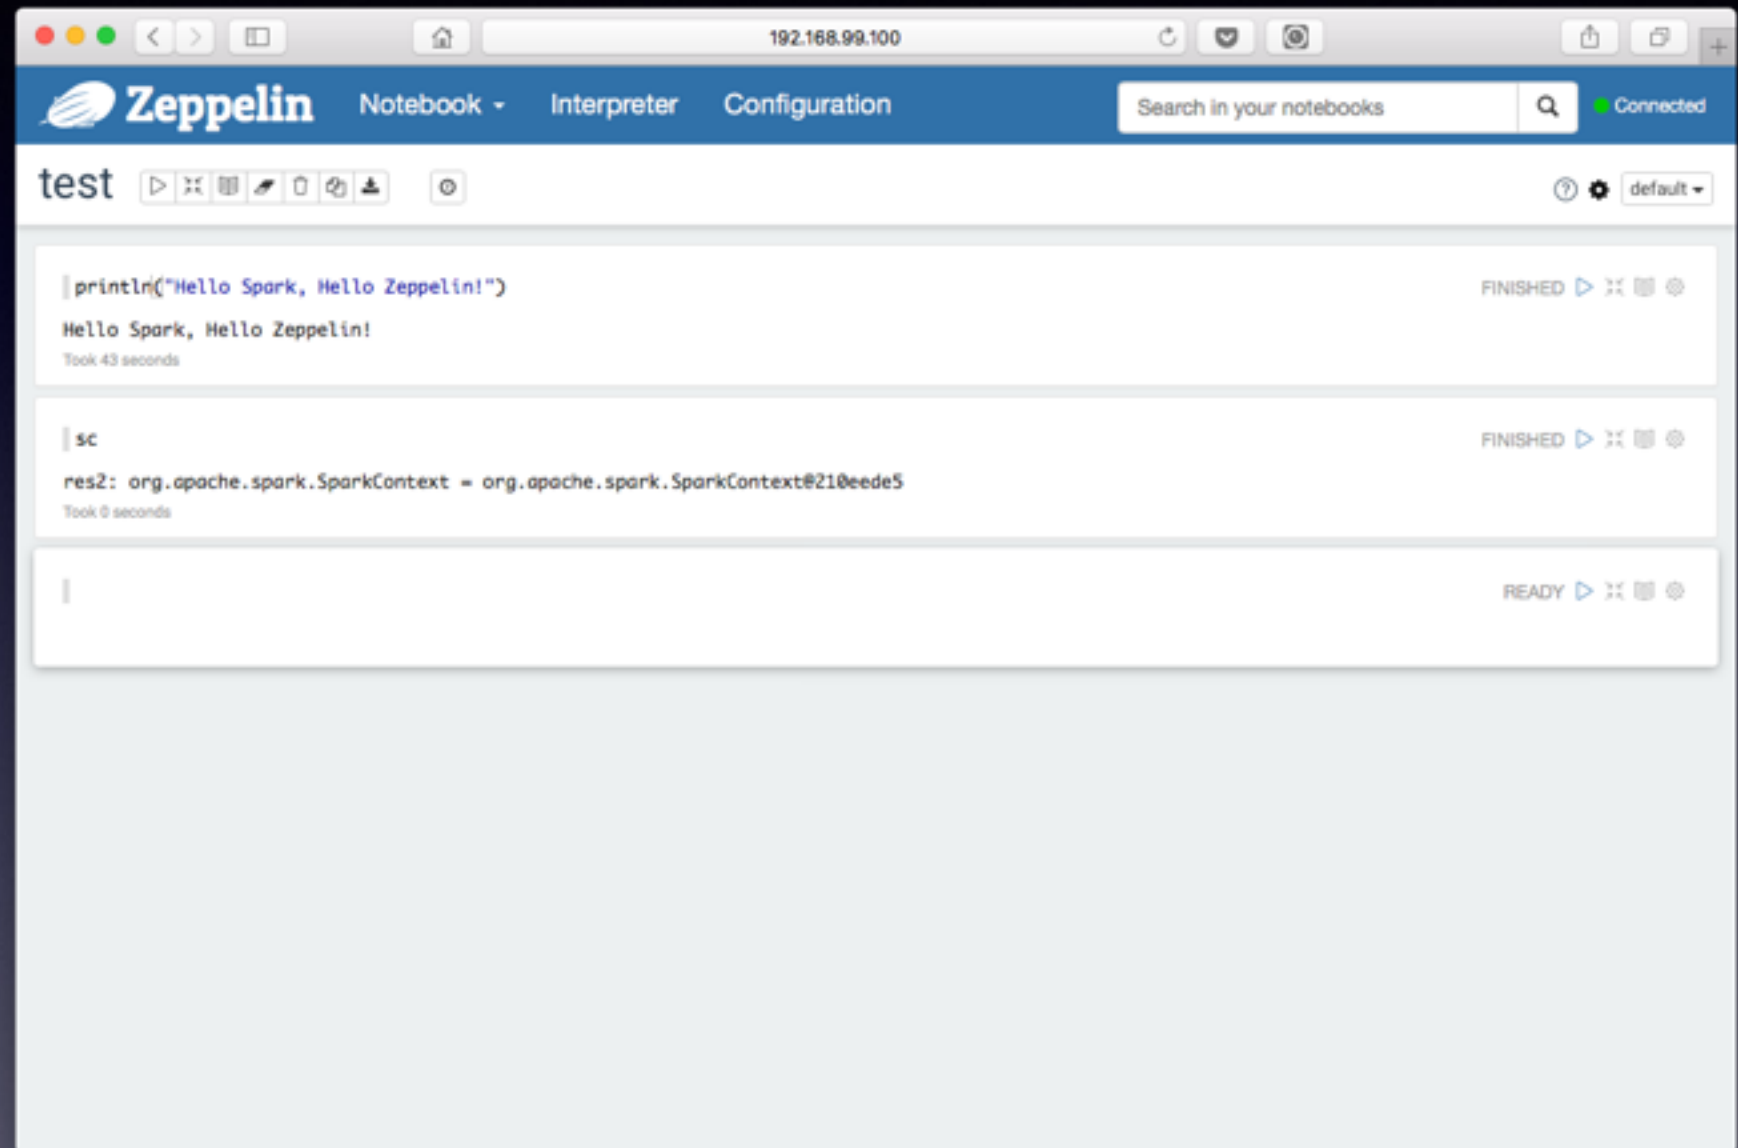 192.168.99.100
Zeppelin Notebook Interpreter Configuration Search in your notebooks Connected
test default
println("Hello Spark, Hello Zeppelin!") FINISHED
Hello Spark, Hello Zeppelin!
Took 43 seconds
sc FINISHED
res2: org.apache.spark.SparkContext = org.apache.spark.SparkContext@210eede5
Took 0 seconds
READY